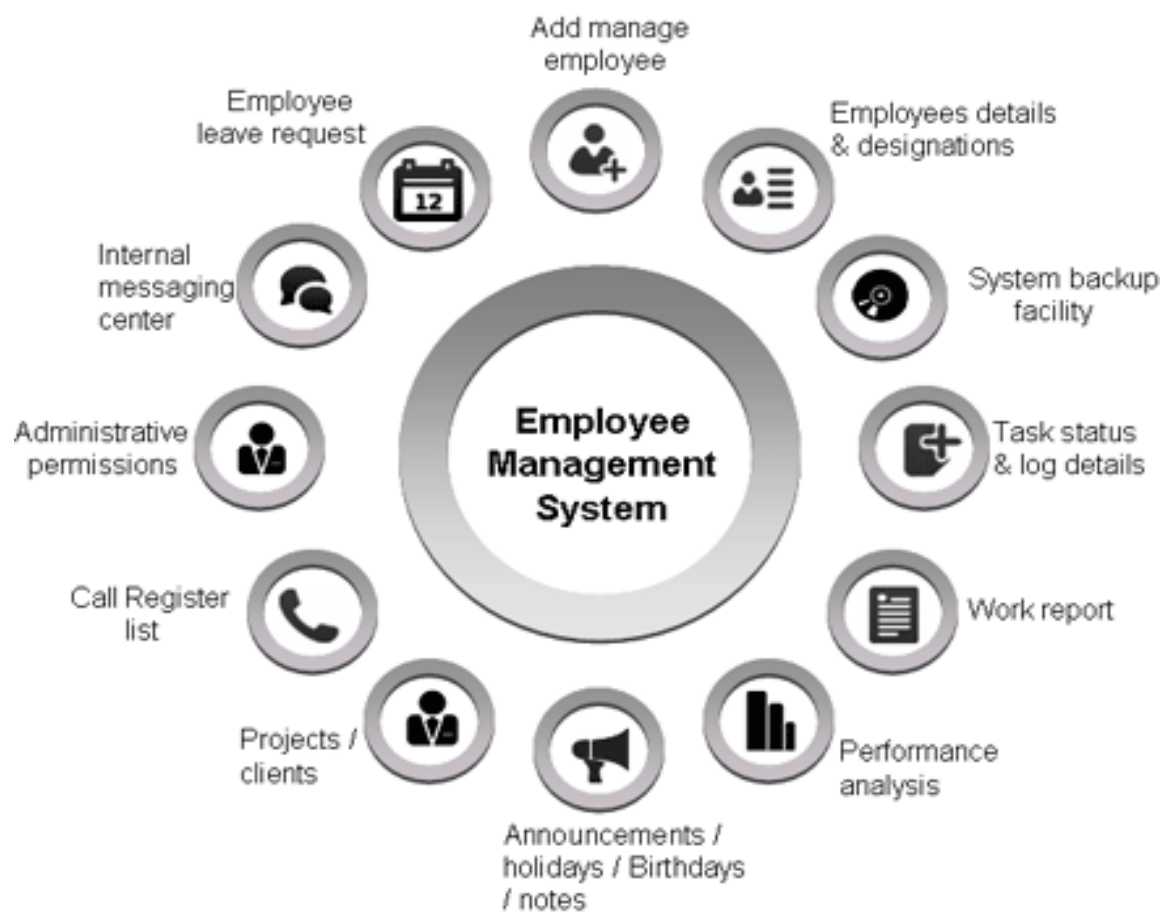 Add manage
employee
Employees details
& designations
System backup
facility
Task status
& log details
Work report
Performance
analysis
Announcements /
holidays / Birthdays
/ notes
Projects /
clients
Call Register
list
Administrative
permissions
Internal
messaging
center
Employee
leave request
12
Employee
Management
System